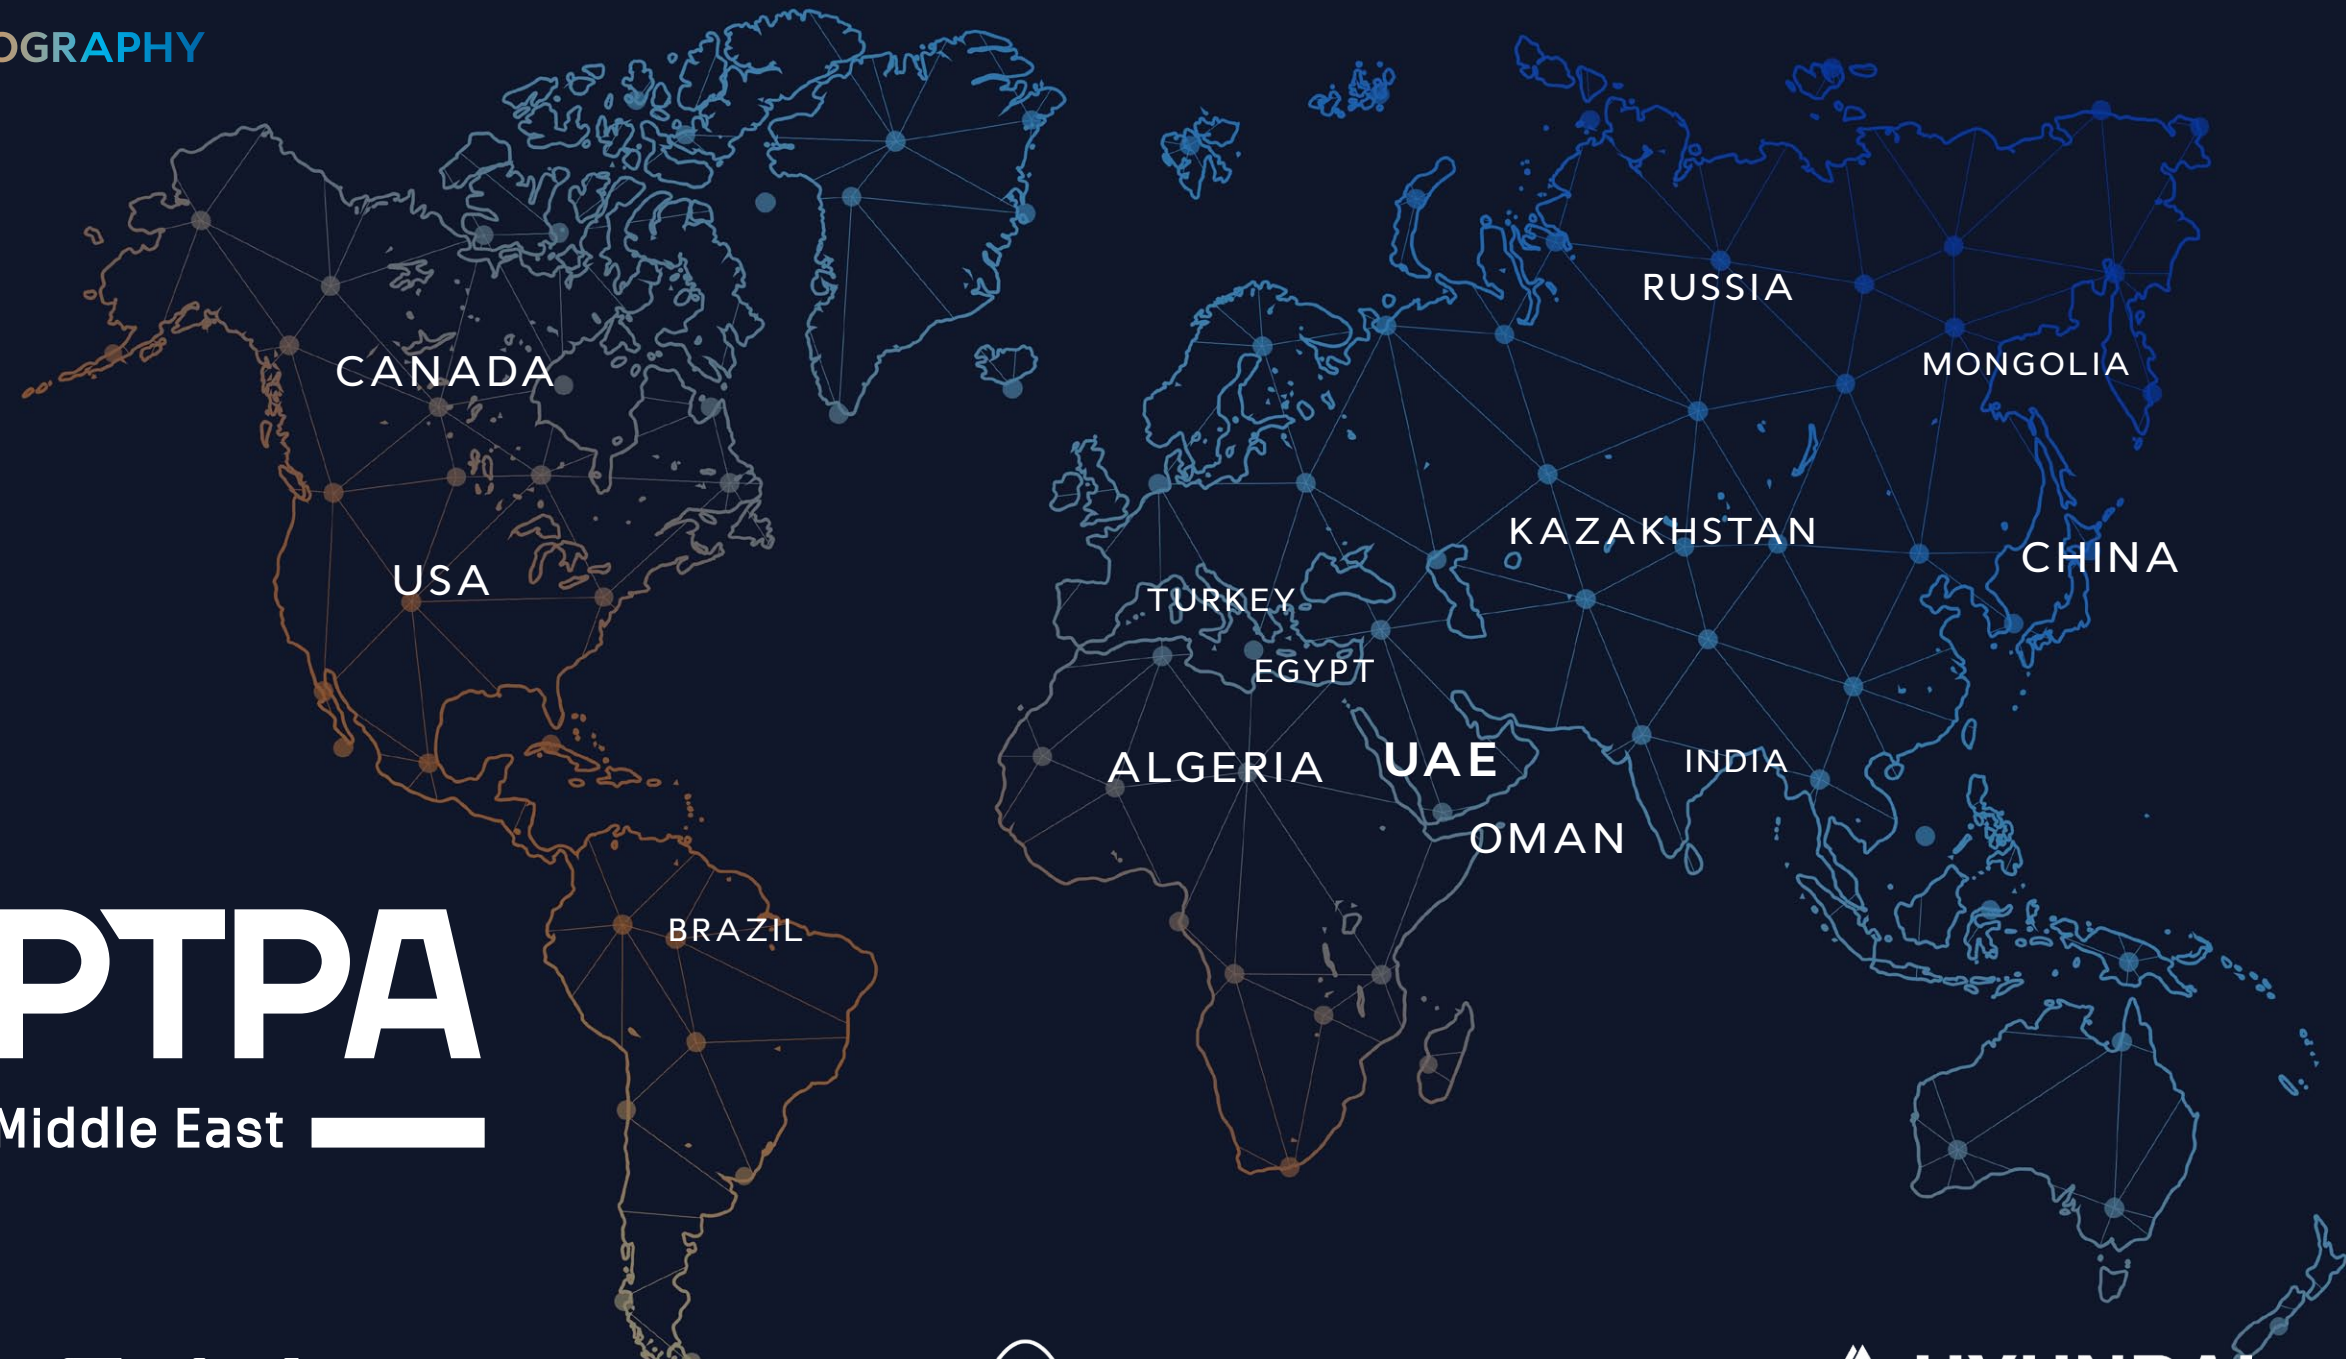 OGRAPHY
RUSSIA
CANADA
MONGOLIA
KAZAKHSTAN
CHINA
USA
TURKEY
EGYPT
ALGERIA
UAE
INDIA
OMAN
BRAZIL
PTPA
Middle East